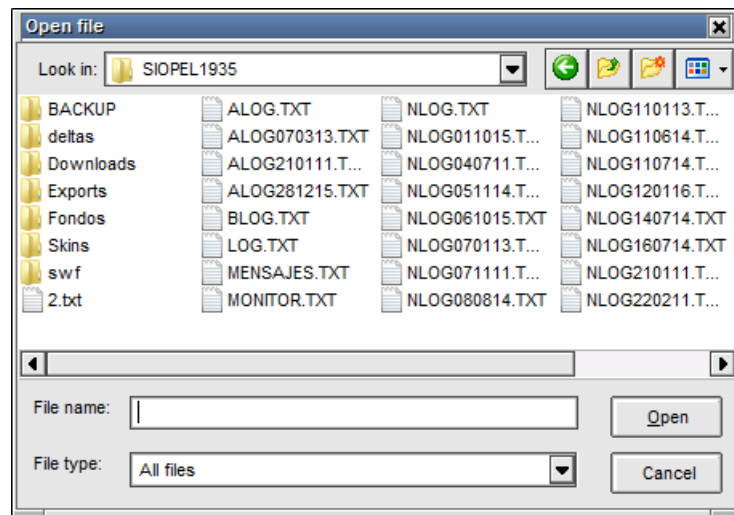 Open file
Look in: SIOPEL1935
BACKUP ALOG.TXT NLOG.TXT NLOG110113.T...
deltas ALOG070313.TXT NLOG011015.T... NLOG110614.T...
Downloads ALOG210111.T... NLOG040711.T... NLOG110714.T...
Exports ALOG281215.TXT NLOG051114.T... NLOG120116.T...
Fondos BLOG.TXT NLOG061015.TXT NLOG140714.TXT
Skins LOG.TXT NLOG070113.T... NLOG160714.TXT
swf MENSAJES.TXT NLOG071111.T... NLOG210111.T...
2.txt MONITOR.TXT NLOG080814.TXT NLOG220211.T...
File name: Open
File type: All files Cancel